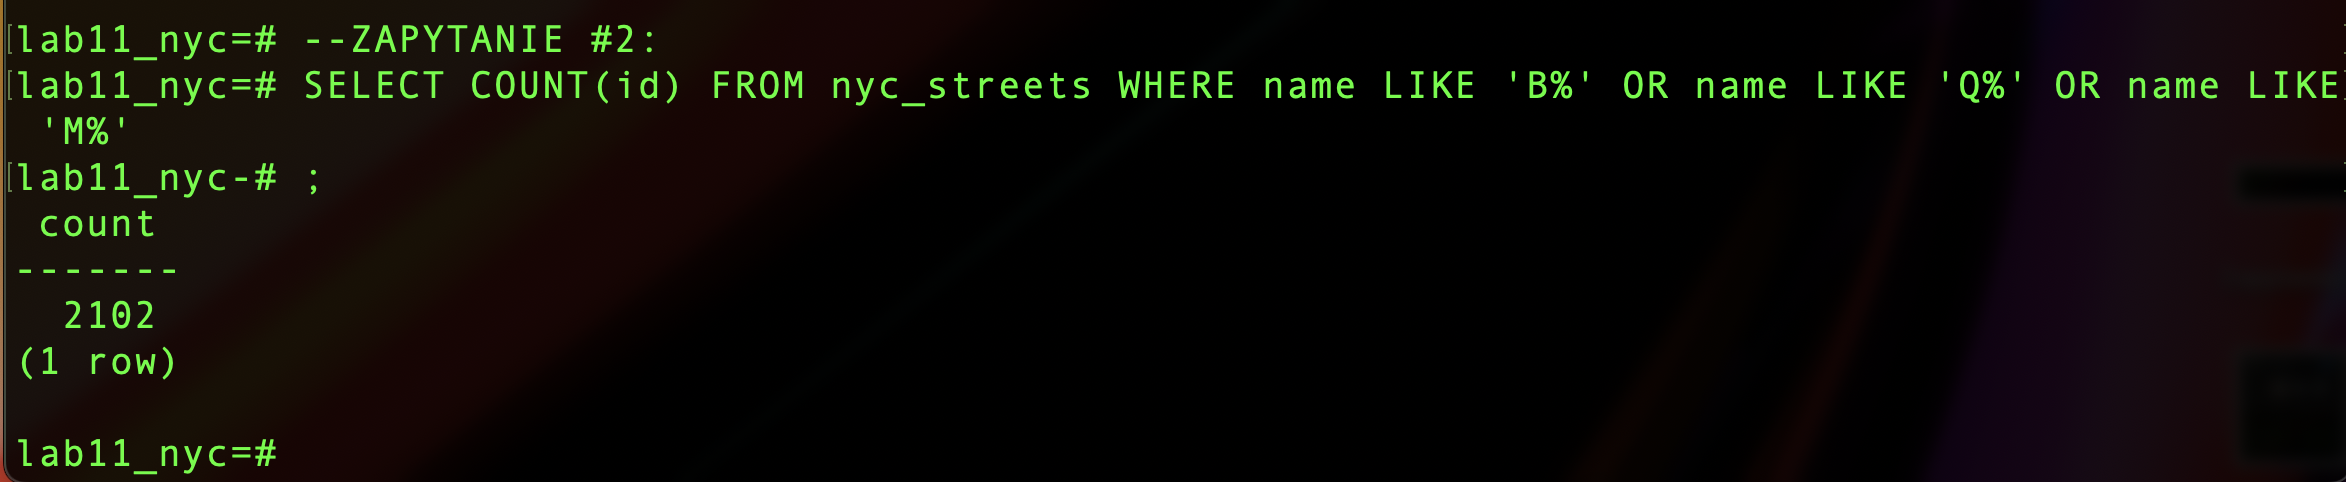 lab11_nyc=# --ZAPYTANIE #2:
lab11_nyc=# SELECT COUNT(id) FROM nyc_streets WHERE name LIKE 'B%' OR name LIKE 'Q%' OR name LIKE
 'M%'
lab11_nyc-# ;
 count
-------
  2102
(1 row)

lab11_nyc=#